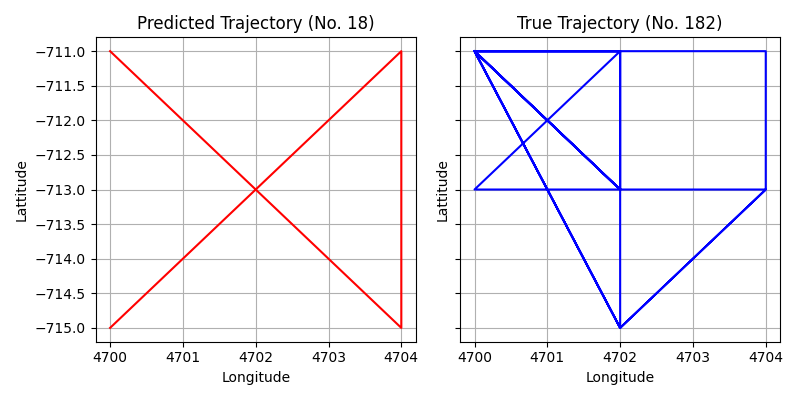 Predicted Trajectory (No. 18)
True Trajectory (No. 182)
−711.0
−711.5
−712.0
−712.5
−713.0
−713.5
−714.0
−714.5
−715.0
Lattitude
Lattitude
4700 4701 4702 4703 4704
4700 4701 4702 4703 4704
Longitude
Longitude